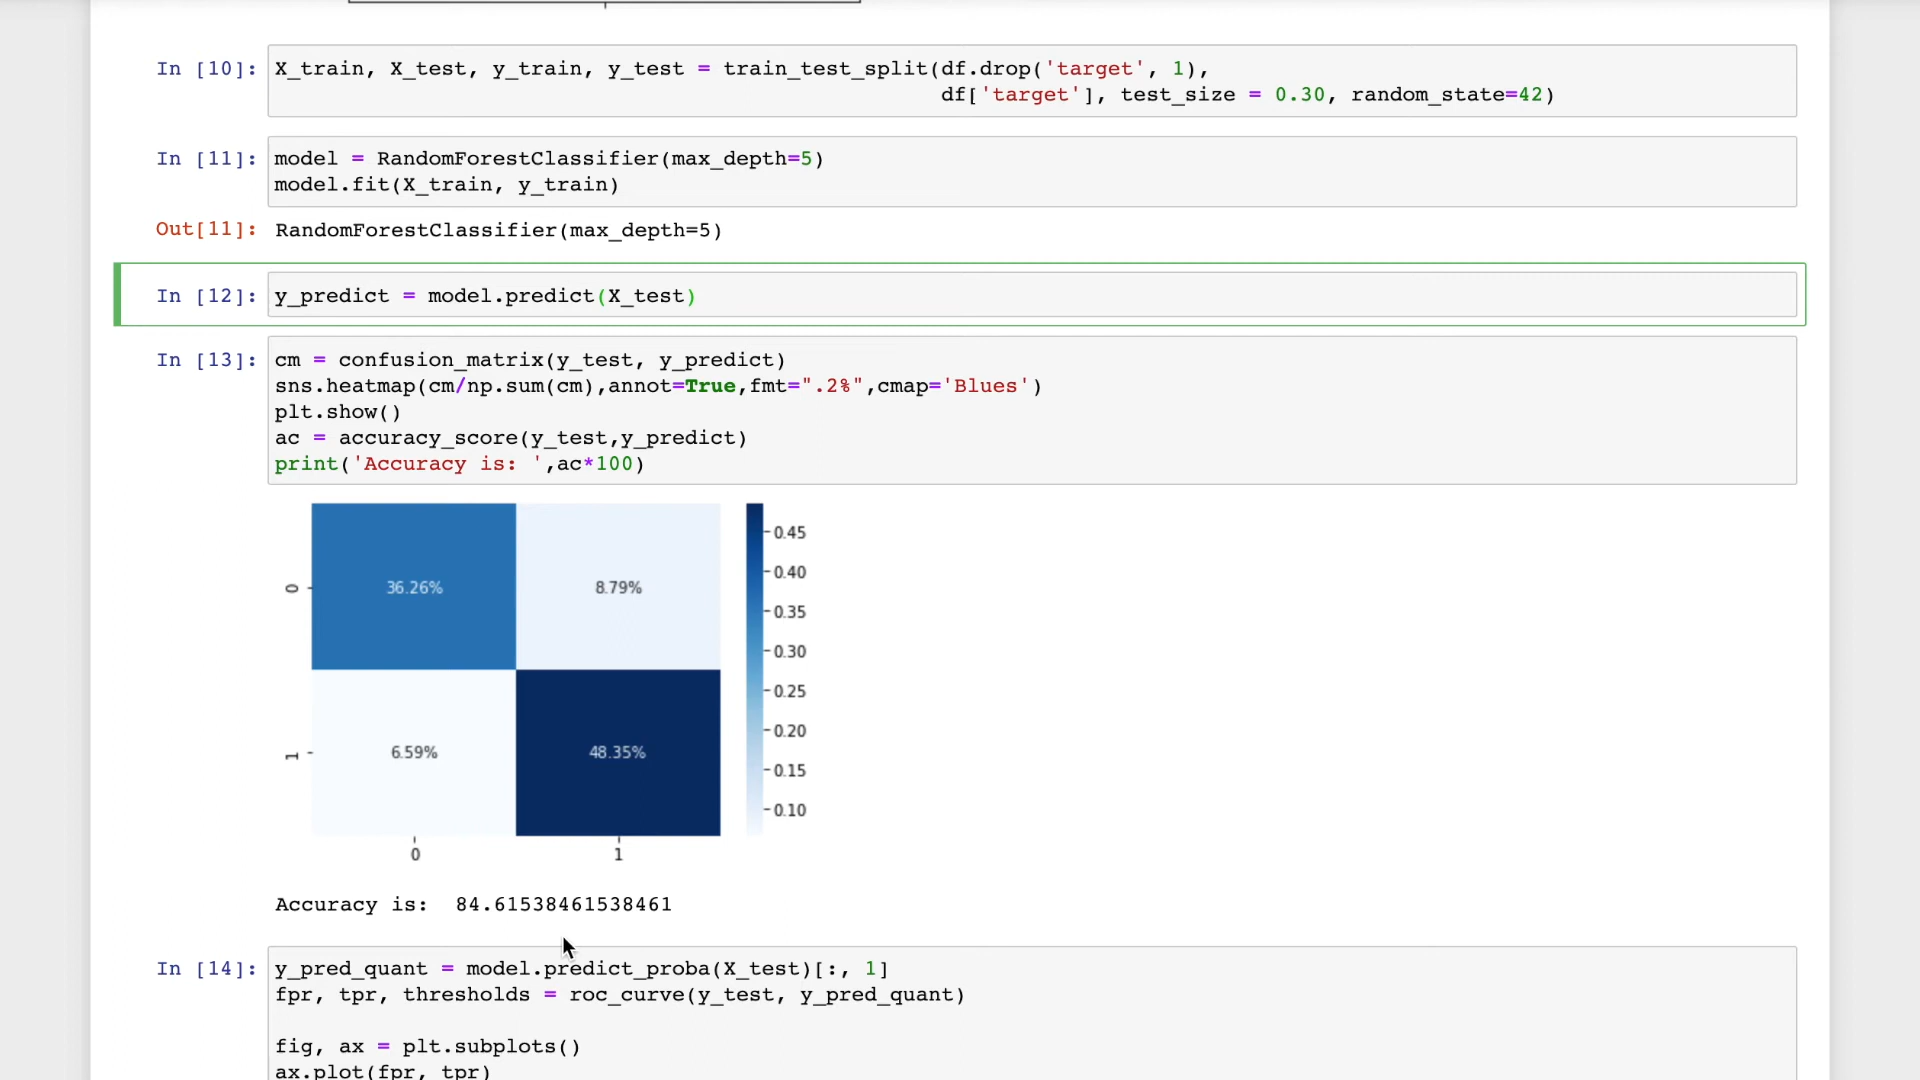 In [10]: X_train, X_test, y_train, y_test = train_test_split(df.drop('target', 1),
df['target'], test_size = 0.30, random_state=42)
In [11]: model = RandomForestClassifier(max_depth=5)
model.fit(X_train, y_train)
Out[11]: RandomForestClassifier(max_depth=5)
In [12]: y_predict = model.predict(X_test)
In [13]: cm = confusion_matrix(y_test, y_predict)
sns.heatmap(cm/np.sum(cm),annot=True,fmt=".2%",cmap='Blues')
plt.show()
ac = accuracy_score(y_test,y_predict)
print('Accuracy is: ',ac*100)
0.45
0.40
0 36.26% 8.79%
0.35
0.30
0.25
0.20
1 6.59% 48.35%
0.15
0.10
0 1
Accuracy is:  84.61538461538461
In [14]: y_pred_quant = model.predict_proba(X_test)[:, 1]
fpr, tpr, thresholds = roc_curve(y_test, y_pred_quant)
fig, ax = plt.subplots()
ax.plot(fpr, tpr)